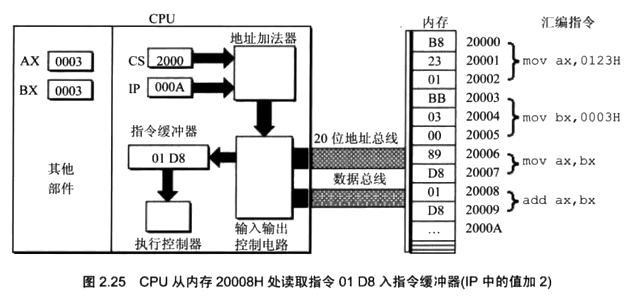 CPU
AX 0003
BX 0003
其他
部件
地址加法器
CS 2000
IP 000A
指令缓冲器
01 D8
执行控制器
输入输出
控制电路
20位地址总线
数据总线
内存
汇编指令
B8 20000
23 20001 mov ax,0123H
01 20002
BB 20003
03 20004 mov bx,0003H
00 20005
89 20006
mov ax,bx
D8 20007
01 20008
add ax,bx
D8 20009
... 2000A
图 2.25 CPU 从内存 20008H 处读取指令 01 D8 入指令缓冲器(IP 中的值加 2)